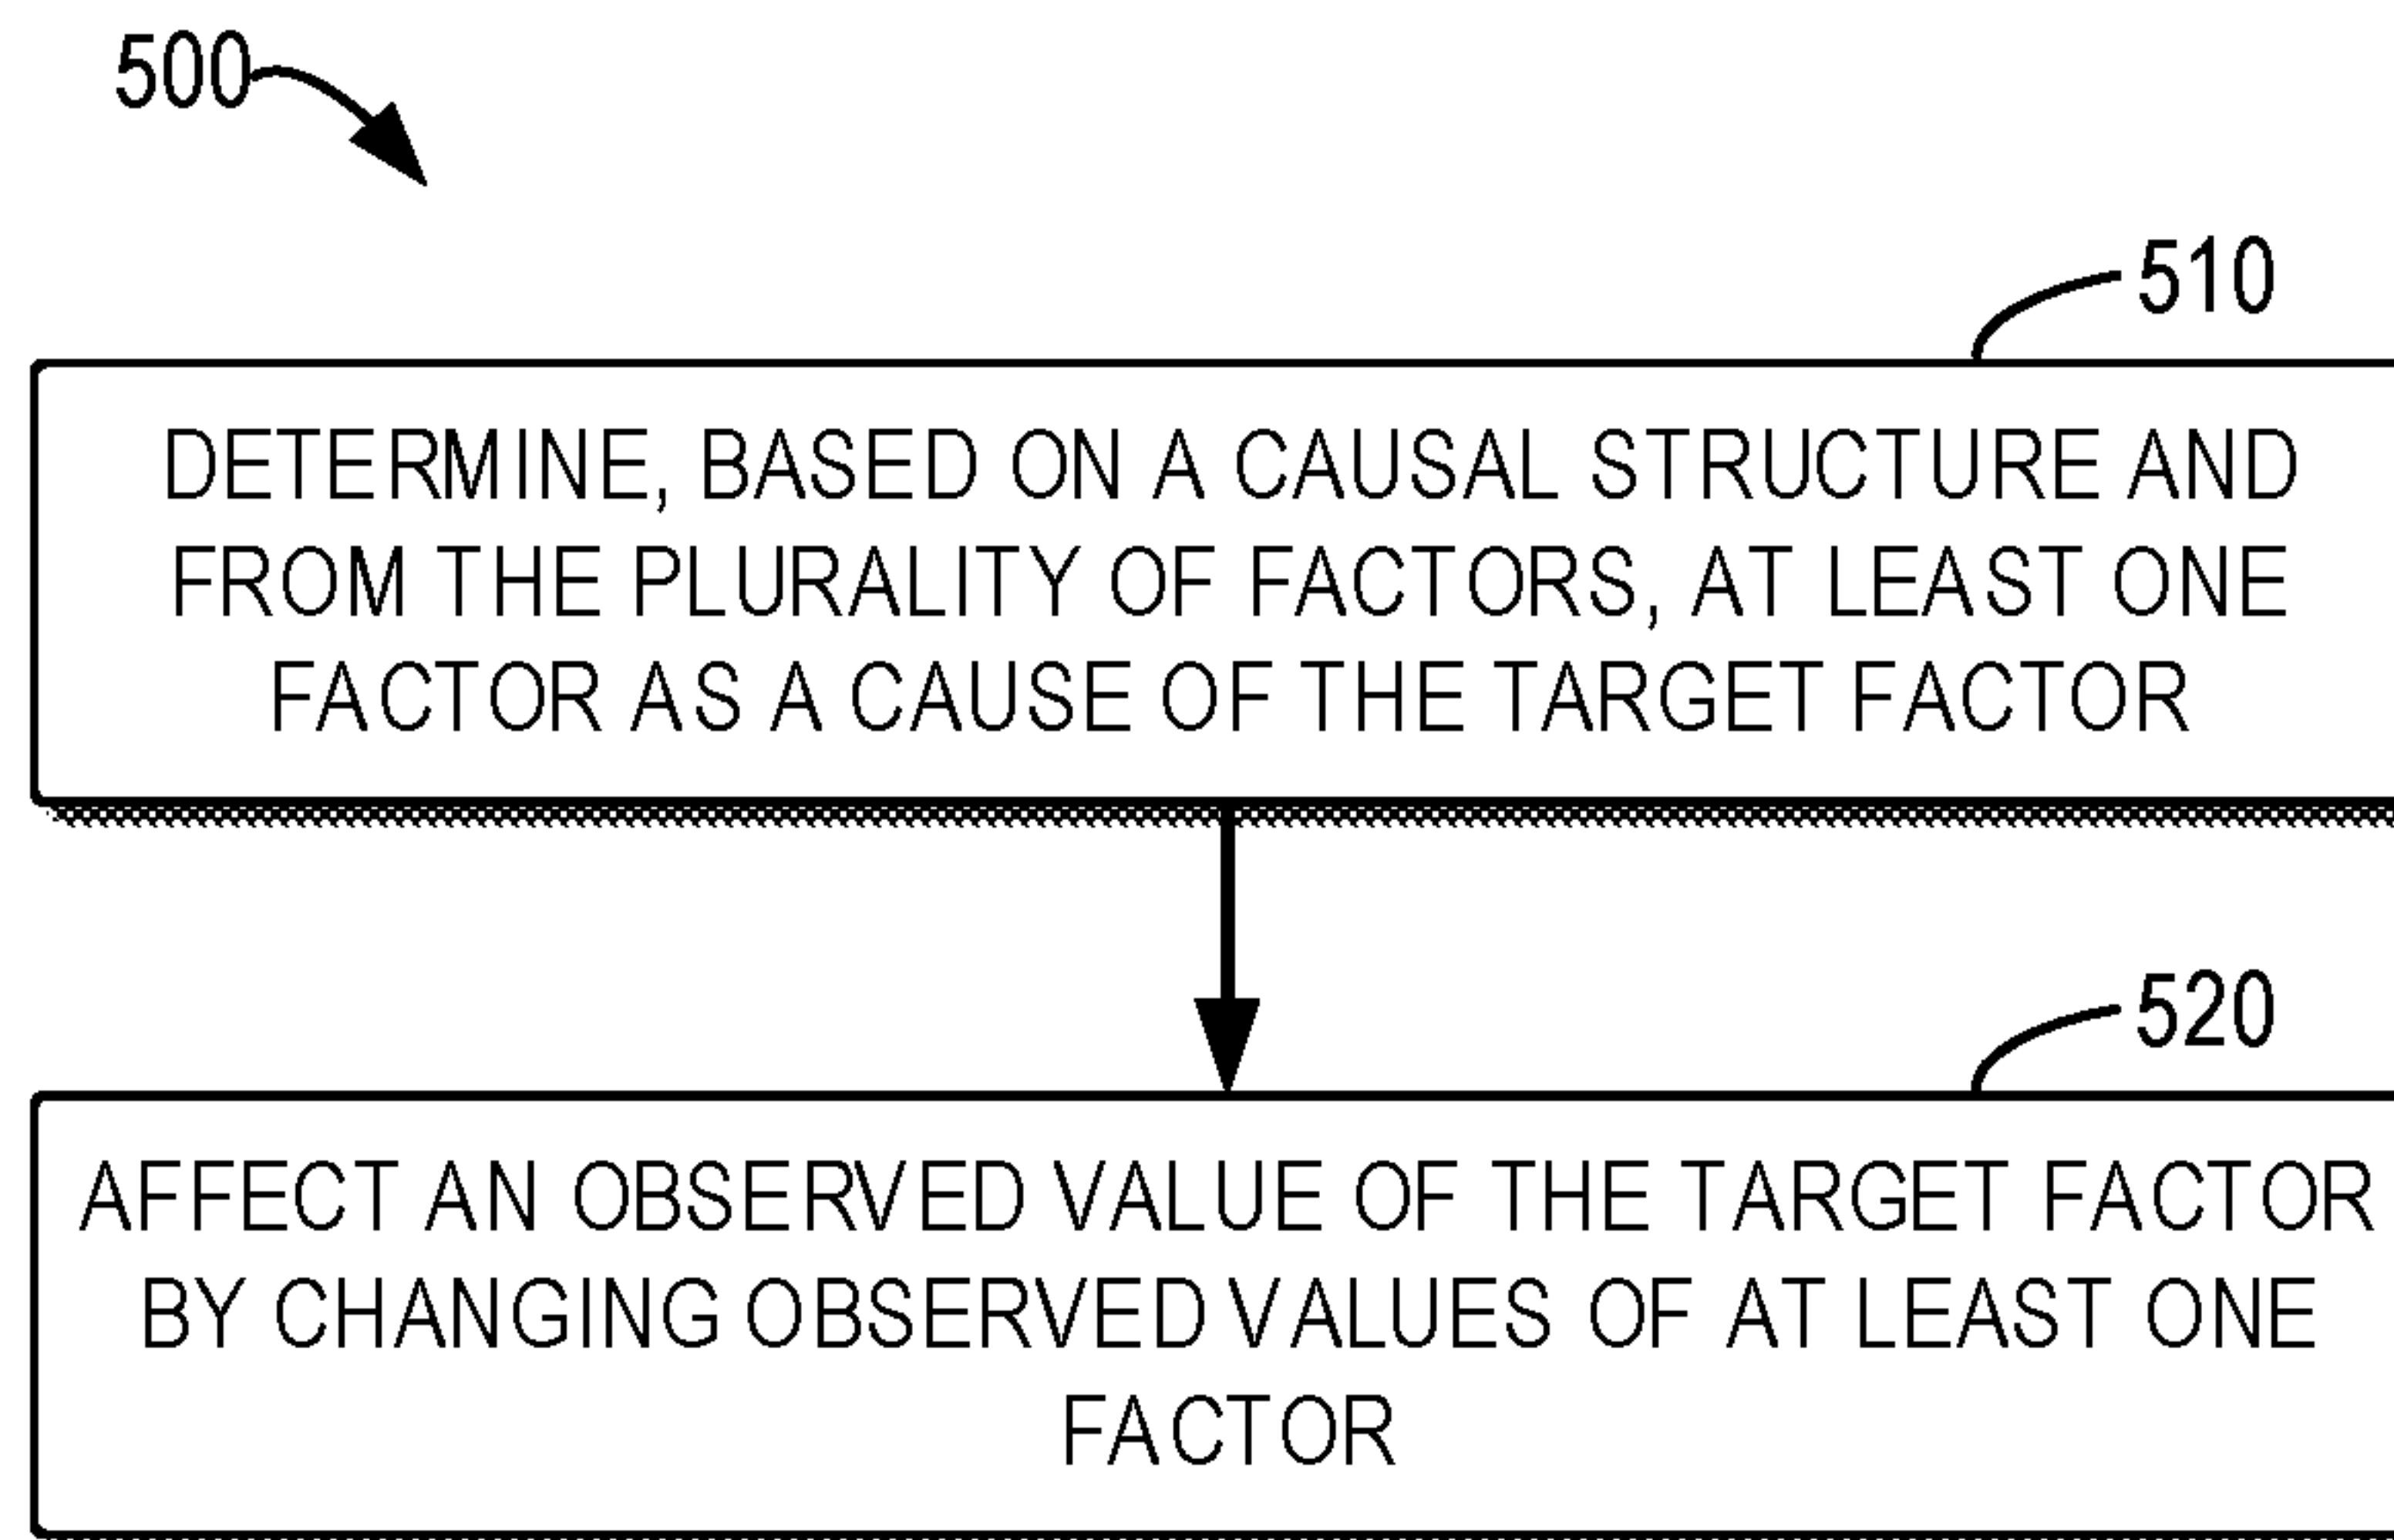 500
510
DETERMINE, BASED ON A CAUSAL STRUCTURE AND
FROM THE PLURALITY OF FACTORS, AT LEAST ONE
FACTOR AS A CAUSE OF THE TARGET FACTOR
520
AFFECT AN OBSERVED VALUE OF THE TARGET FACTOR
BY CHANGING OBSERVED VALUES OF AT LEAST ONE
FACTOR